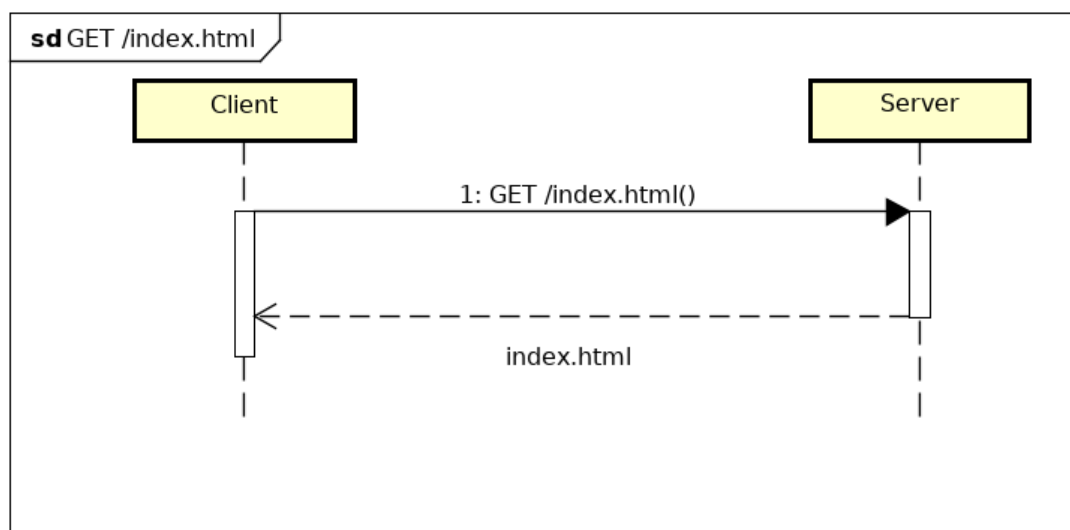 sd GET /index.html
Client
Server
1: GET /index.html()
index.html